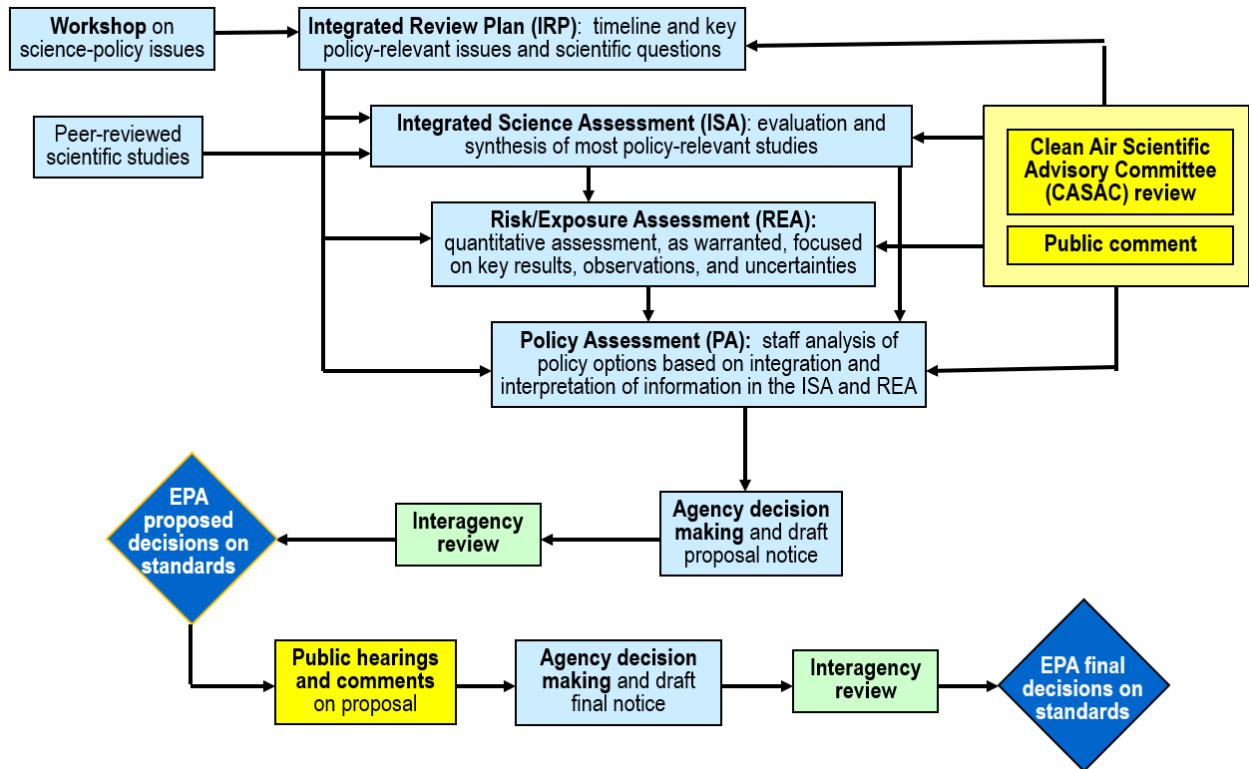 Workshop on
science-policy issues
Integrated Review Plan (IRP): timeline and key
policy-relevant issues and scientific questions
Peer-reviewed
scientific studies
Integrated Science Assessment (ISA): evaluation and
synthesis of most policy-relevant studies
Clean Air Scientific
Advisory Committee
(CASAC) review
Public comment
Risk/Exposure Assessment (REA):
quantitative assessment, as warranted, focused
on key results, observations, and uncertainties
Policy Assessment (PA): staff analysis of
policy options based on integration and
interpretation of information in the ISA and REA
Agency decision
making and draft
proposal notice
Interagency
review
EPA
proposed
decisions on
standards
Public hearings
and comments
on proposal
Agency decision
making and draft
final notice
Interagency
review
EPA final
decisions on
standards